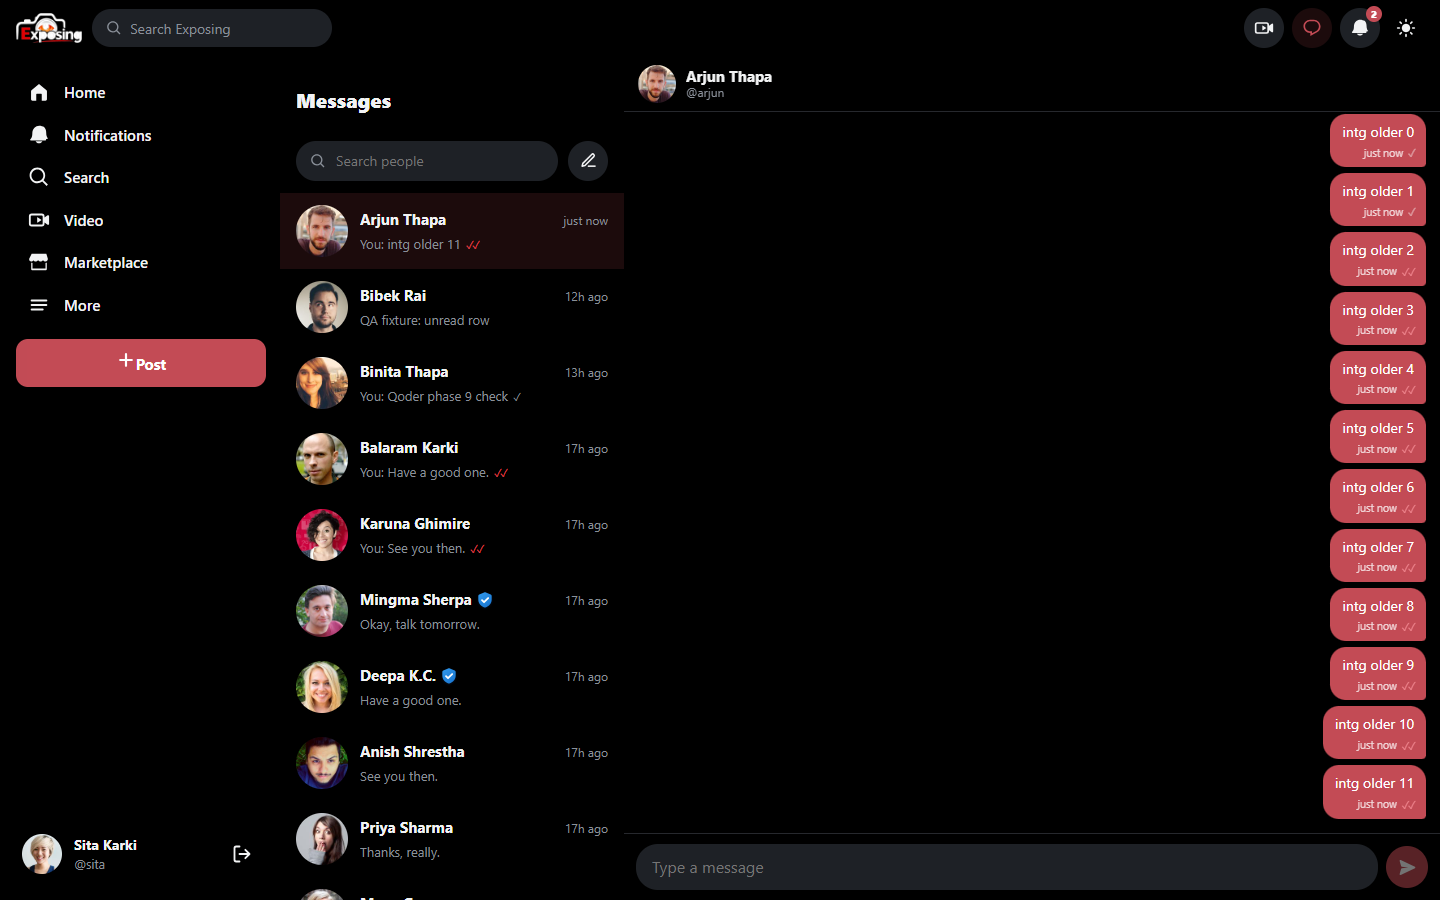 Exposing
Search Exposing
2
Home
Notifications
Search
Video
Marketplace
More
+ Post
Sita Karki
@sita
Messages
Search people
Arjun Thapa
just now
You: intg older 11
Bibek Rai
12h ago
QA fixture: unread row
Binita Thapa
13h ago
You: Qoder phase 9 check
Balaram Karki
17h ago
You: Have a good one.
Karuna Ghimire
17h ago
You: See you then.
Mingma Sherpa
17h ago
Okay, talk tomorrow.
Deepa K.C.
17h ago
Have a good one.
Anish Shrestha
17h ago
See you then.
Priya Sharma
17h ago
Thanks, really.
Arjun Thapa
@arjun
intg older 0
just now
intg older 1
just now
intg older 2
just now
intg older 3
just now
intg older 4
just now
intg older 5
just now
intg older 6
just now
intg older 7
just now
intg older 8
just now
intg older 9
just now
intg older 10
just now
intg older 11
just now
Type a message